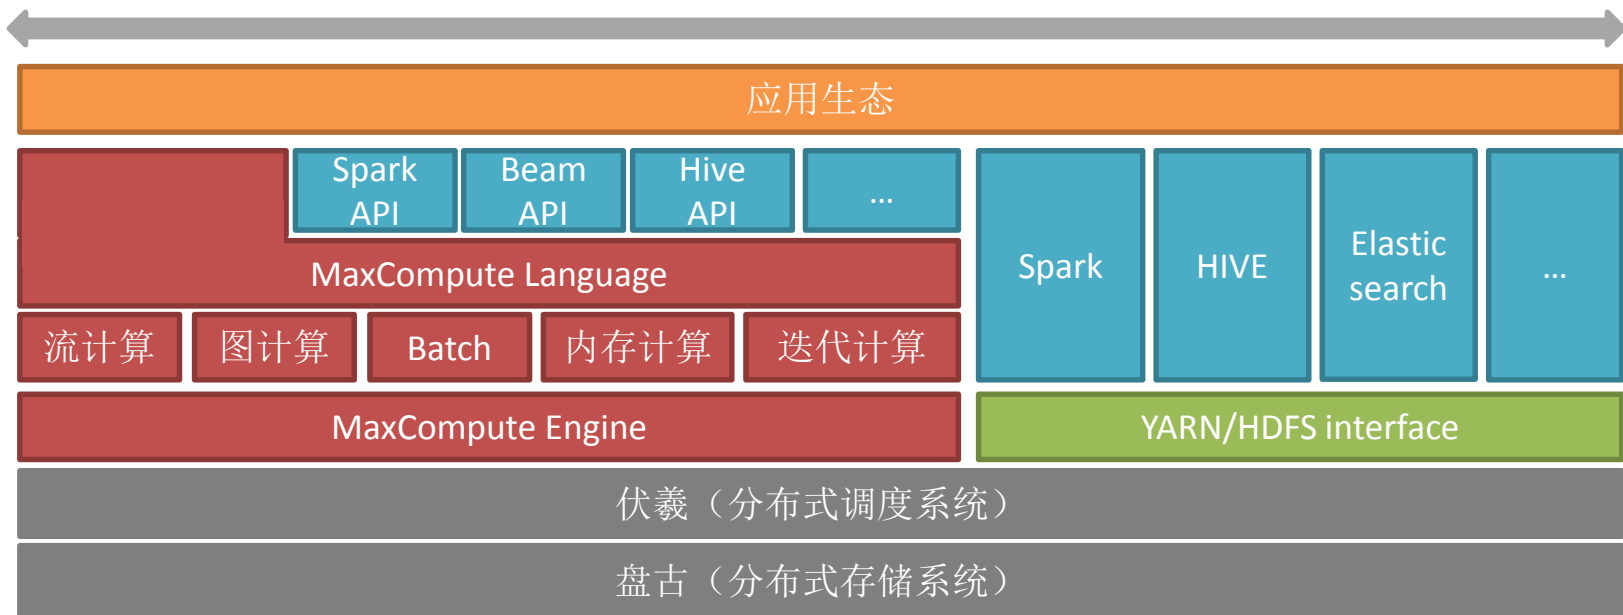 应用生态
Spark
API
Beam
API
Hive
API
...
MaxCompute Language
流计算
图计算
Batch
内存计算
迭代计算
MaxCompute Engine
Spark
HIVE
Elastic
search
...
YARN/HDFS interface
伏羲（分布式调度系统）
盘古（分布式存储系统）